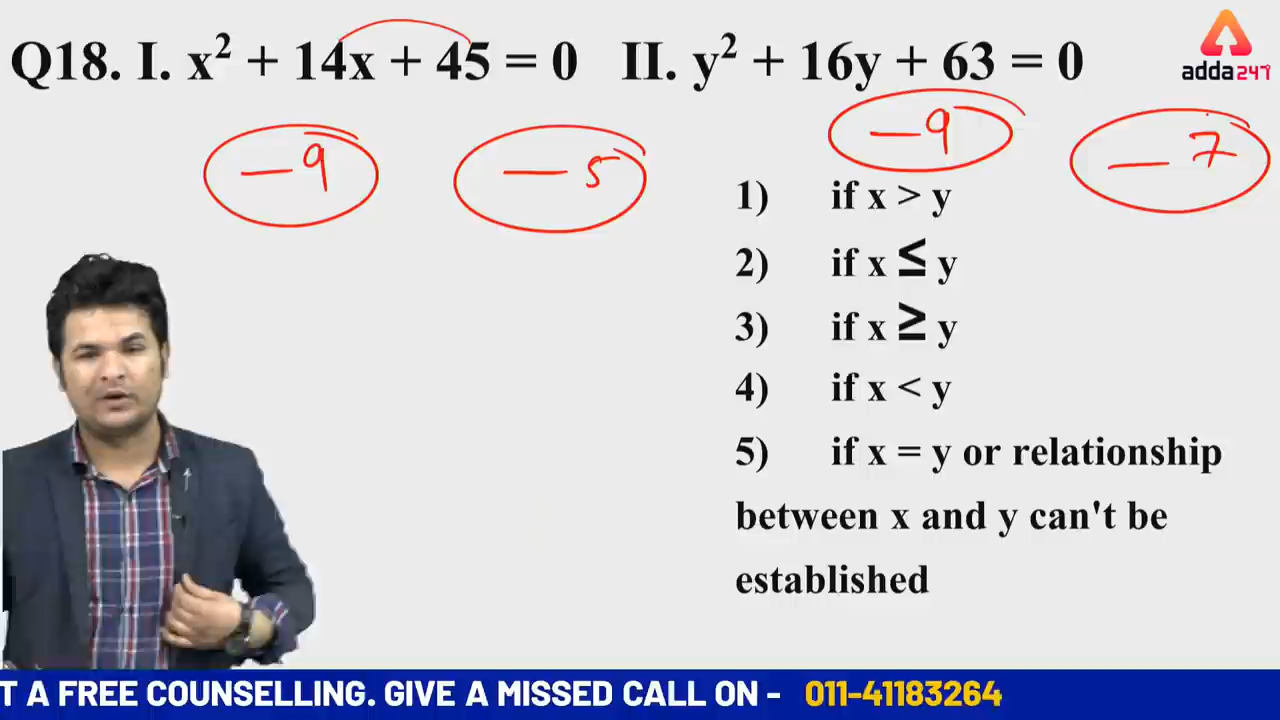 Q18. I. x² + 14x + 45 = 0 II. y² + 16y + 63 = 0
adda247
-9 -5 -9 -7
1) if x > y
2) if x ≤ y
3) if x ≥ y
4) if x < y
5) if x = y or relationship
between x and y can't be
established
T A FREE COUNSELLING. GIVE A MISSED CALL ON - 011-41183264